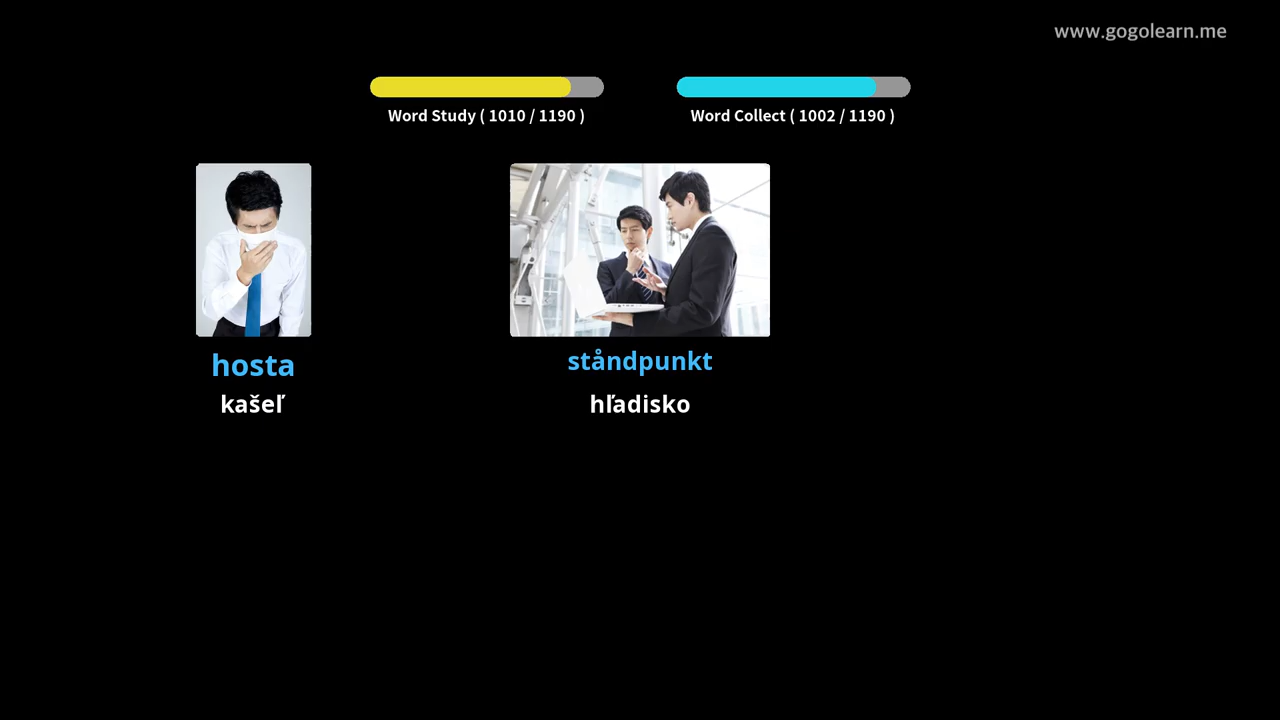 www.gogolearn.me
Word Study ( 1010 / 1190 )
Word Collect ( 1002 / 1190 )
hosta
kašeľ
ståndpunkt
hľadisko